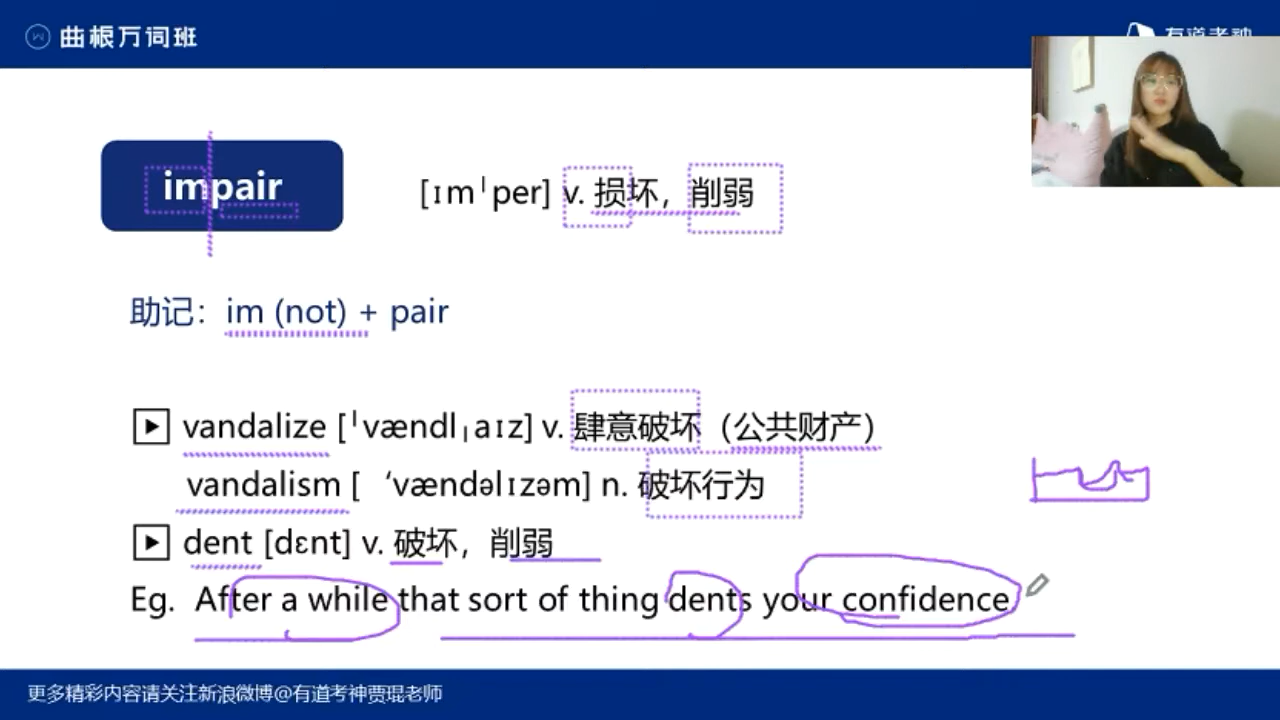 曲根万词班
有道考神
impair
[ɪmˈper] v. 损坏，削弱
助记：im (not) + pair
vandalize [ˈvændlˌaɪz] v. 肆意破坏（公共财产）
vandalism [ ‘vændəlɪzəm] n. 破坏行为
dent [dɛnt] v. 破坏，削弱
Eg. After a while that sort of thing dents your confidence
更多精彩内容请关注新浪微博@有道考神贾琨老师